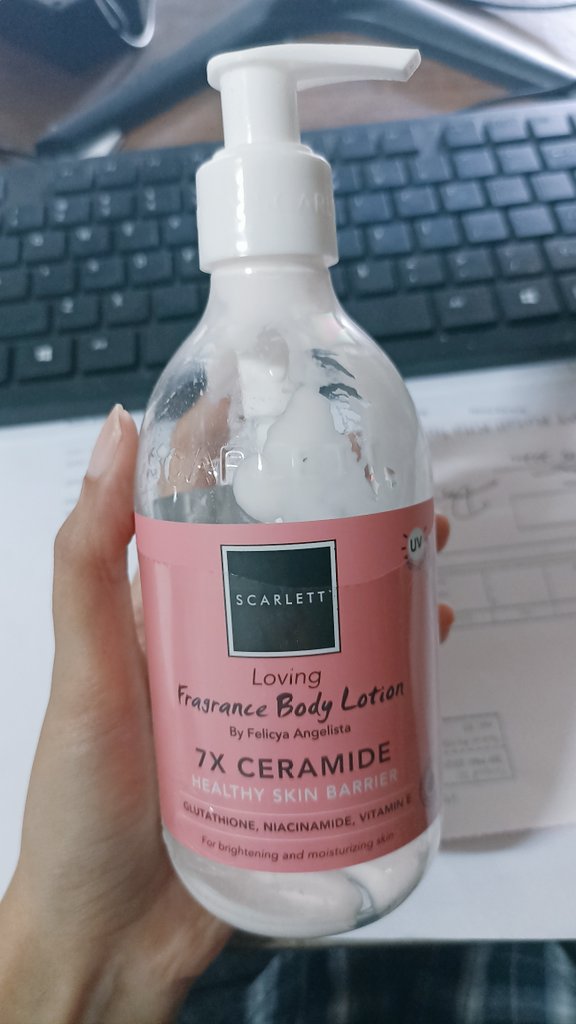 SCAR
UV
SCARLETT
Loving
Fragrance Body Lotion
By Felicya Angelista
7X CERAMIDE
HEALTHY SKIN BARRIER
GLUTATHIONE, NIACINAMIDE, VITAMIN E
For brightening and moisturizing skin